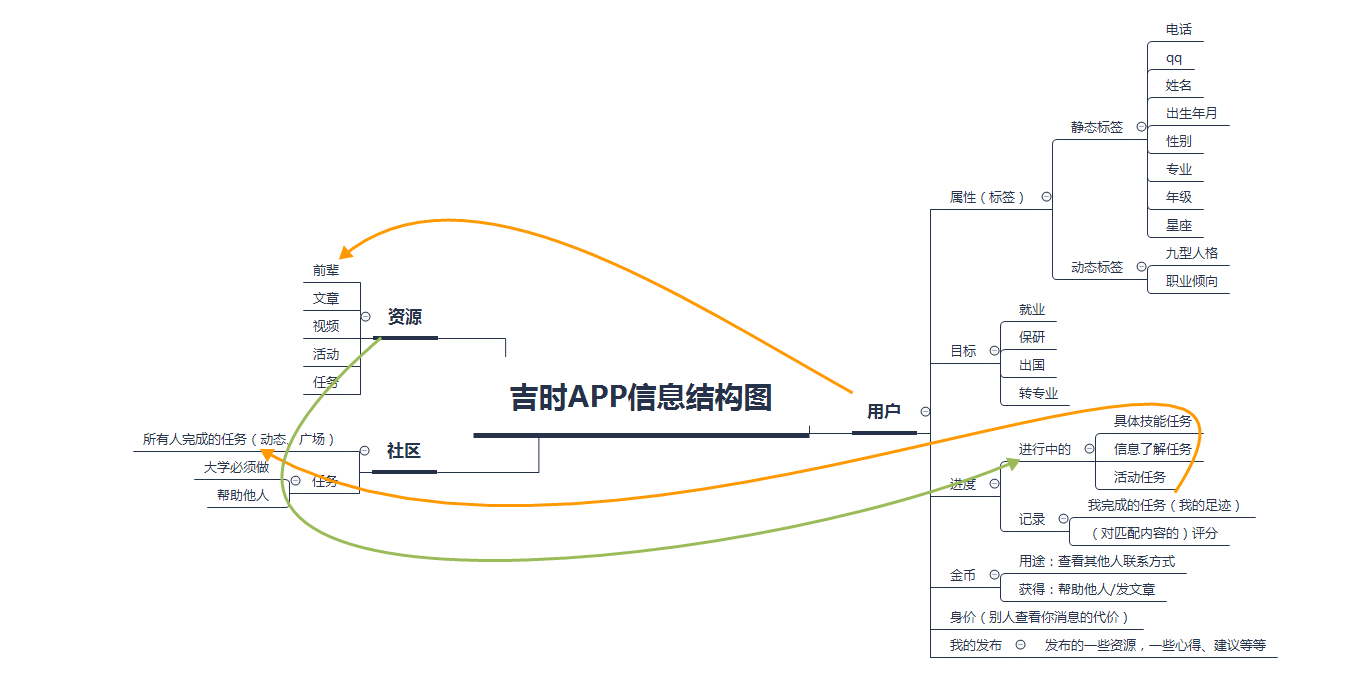 吉时APP信息结构图
用户
属性（标签）
静态标签
电话
qq
姓名
出生年月
性别
专业
年级
星座
动态标签
九型人格
职业倾向
目标
就业
保研
出国
转专业
进度
进行中的
具体技能任务
信息了解任务
活动任务
记录
我完成的任务（我的足迹）
（对匹配内容的）评分
金币
用途：查看其他人联系方式
获得：帮助他人/发文章
身价（别人查看你消息的代价）
我的发布
发布的一些资源，一些心得、建议等等
资源
前辈
文章
视频
活动
任务
社区
所有人完成的任务（动态、广场）
任务
大学必须做
帮助他人